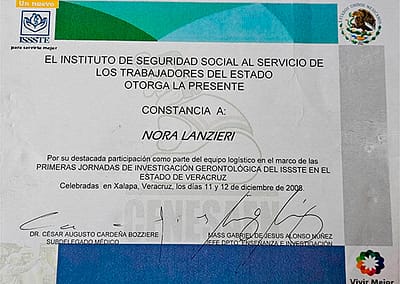 Un nuevo
ISSSTE
para servirte mejor
EL INSTITUTO DE SEGURIDAD SOCIAL AL SERVICIO DE
LOS TRABAJADORES DEL ESTADO
OTORGA LA PRESENTE
CONSTANCIA A:
NORA LANZIERI
Por su destacada participación como parte del equipo logístico en el marco de las
PRIMERAS JORNADAS DE INVESTIGACIÓN GERONTOLÓGICA DEL ISSSTE EN EL
ESTADO DE VERACRUZ
Celebradas en Xalapa, Veracruz, los días 11 y 12 de diciembre de 2008.
DR. CÉSAR AUGUSTO CARDEÑA BOZZIERE
SUBDELEGADO MÉDICO
MASS GABRIEL DE JESUS ALONSO NÚÑEZ
JEFE DPTO. ENSEÑANZA E INVESTIGACIÓN
Vivir Mejor